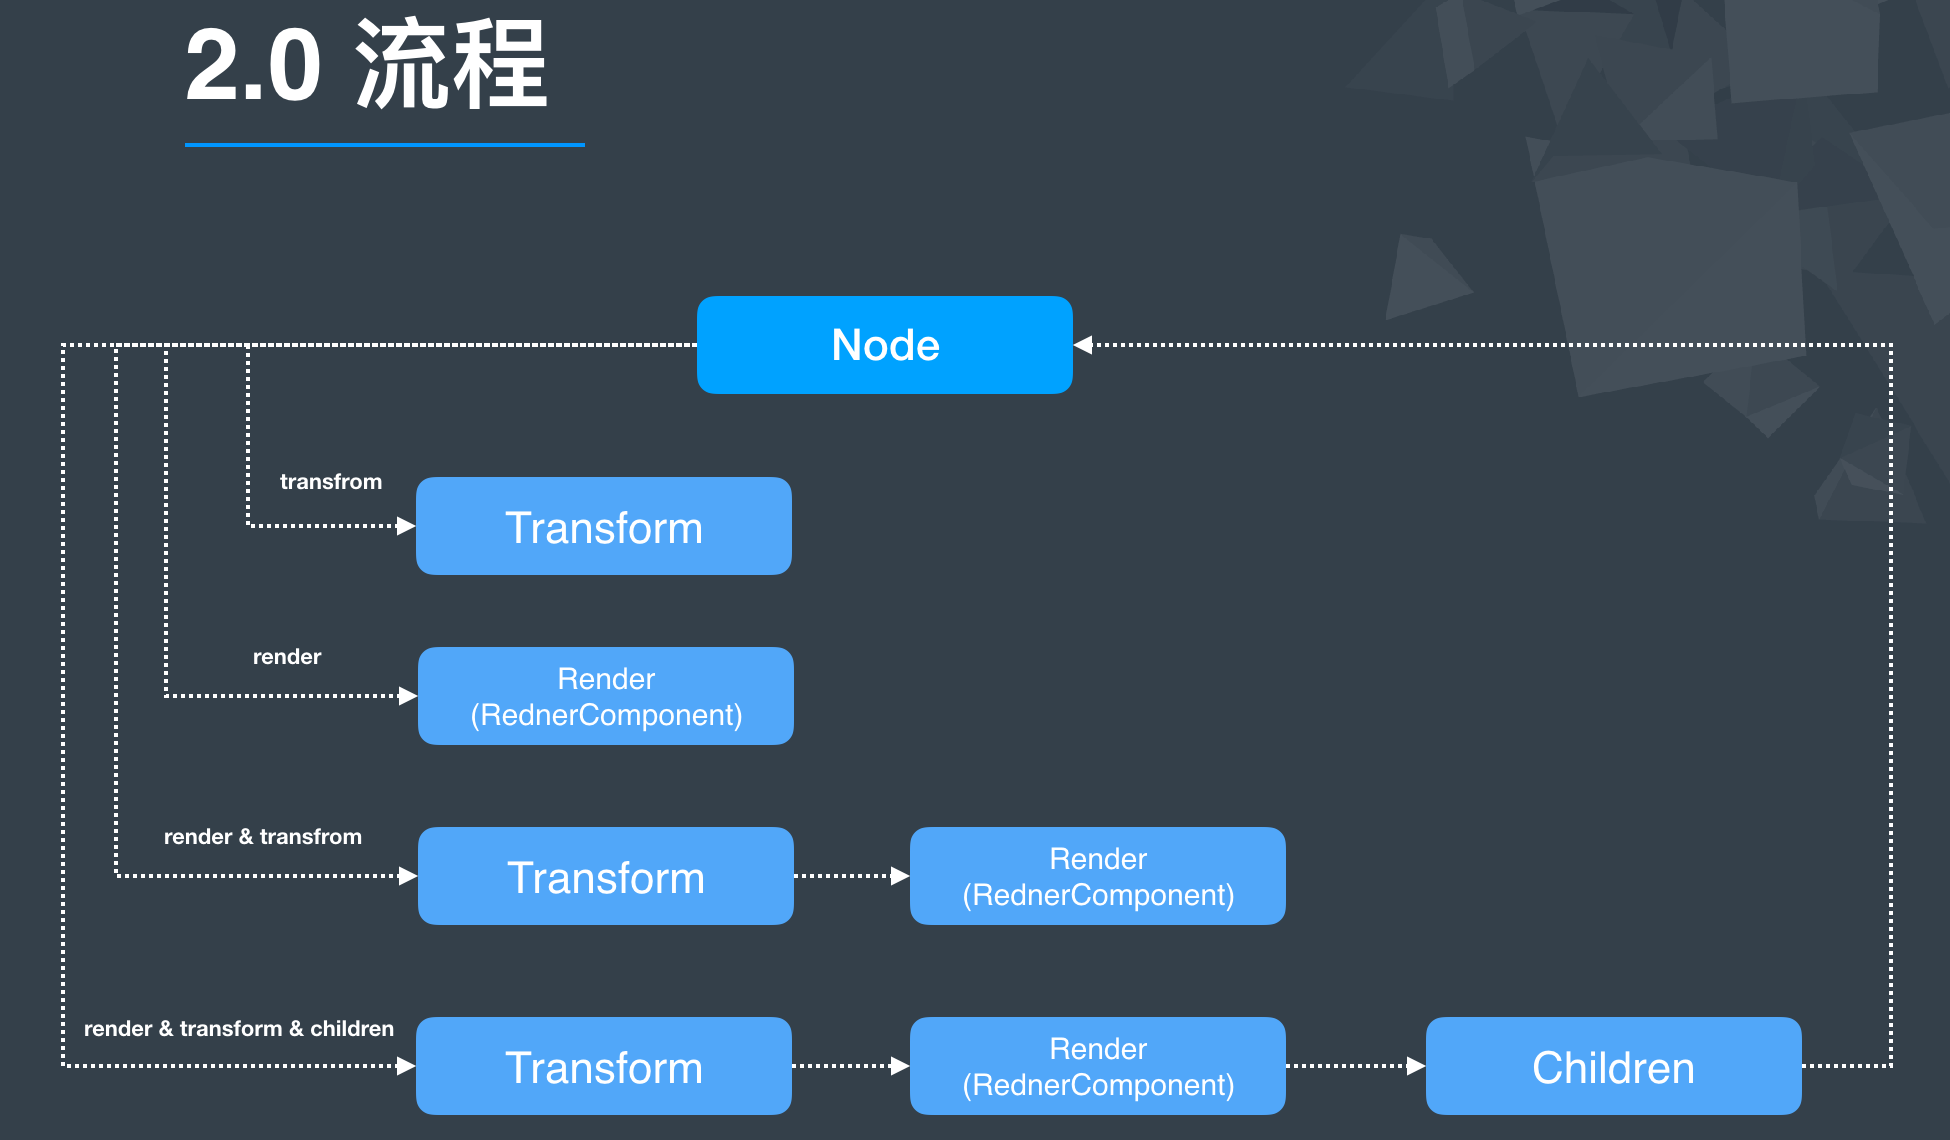 2.0 流程
Node
transfrom
Transform
render
Render
(RednerComponent)
render & transfrom
Transform
Render
(RednerComponent)
render & transform & children
Transform
Render
(RednerComponent)
Children